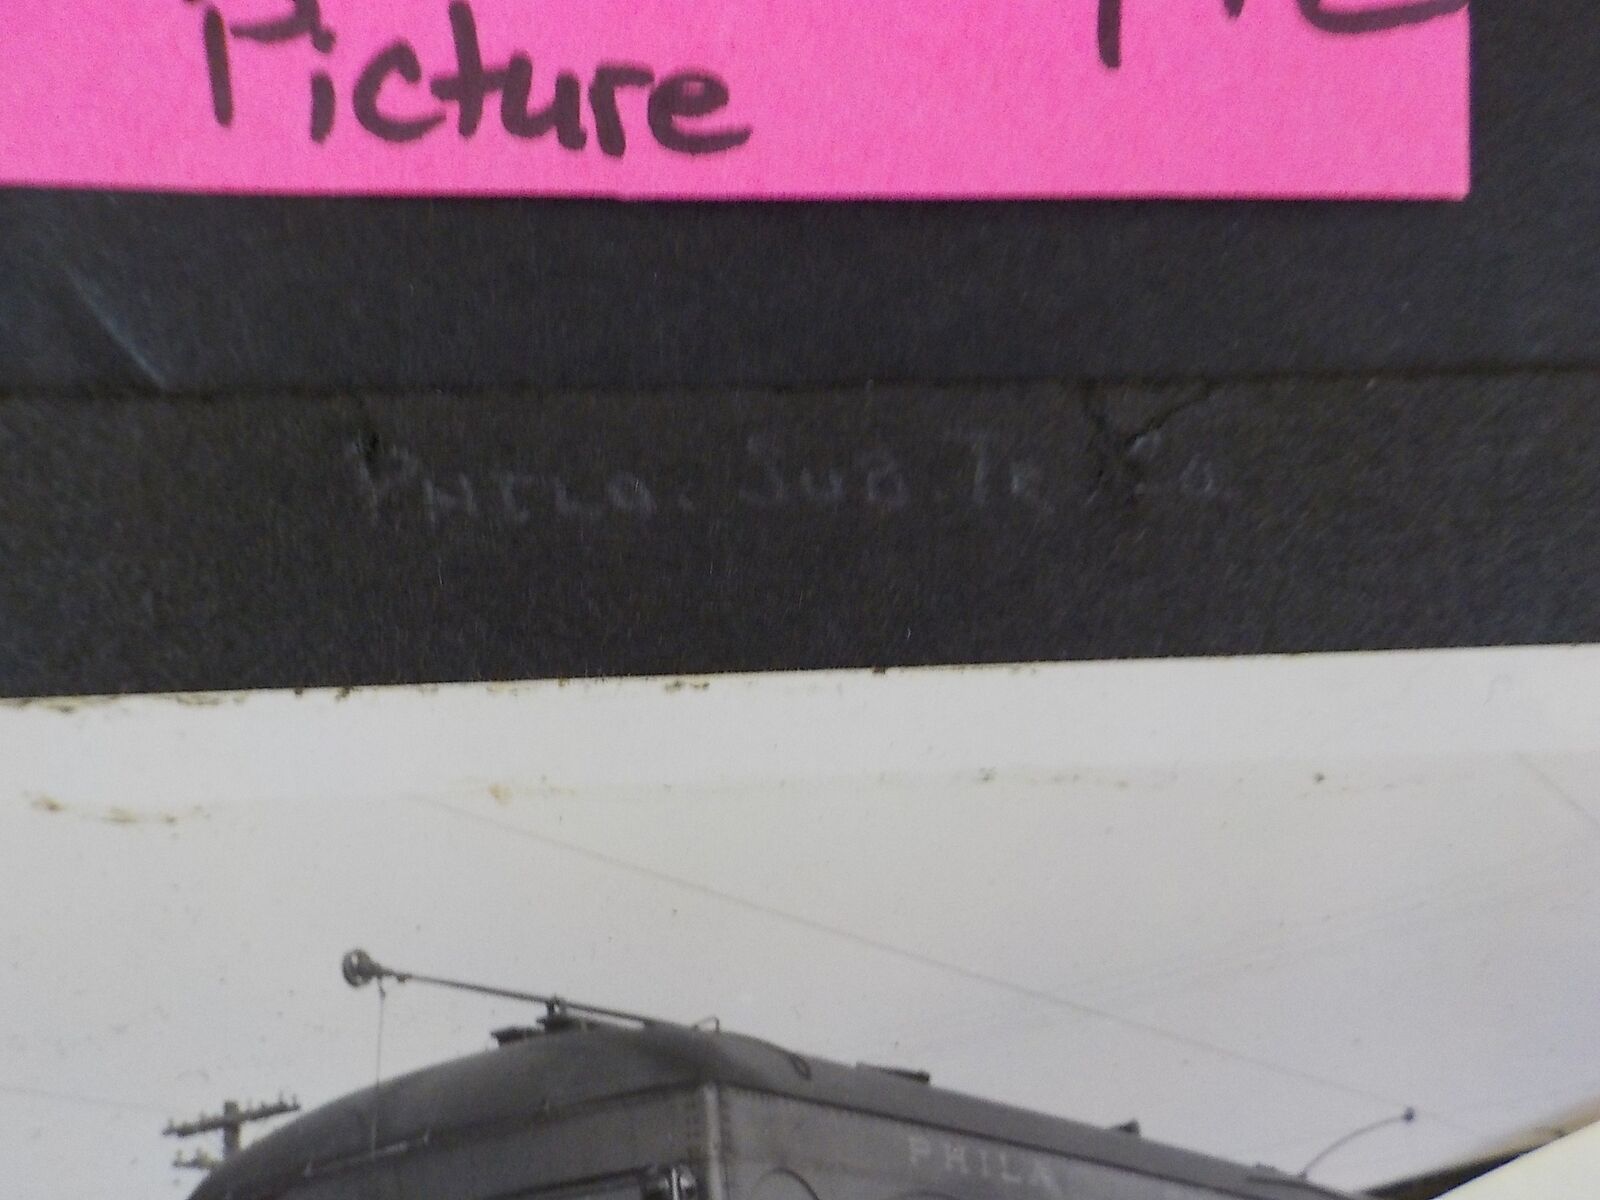 Picture
PHILA. SUB. TR. Co.
PHILA